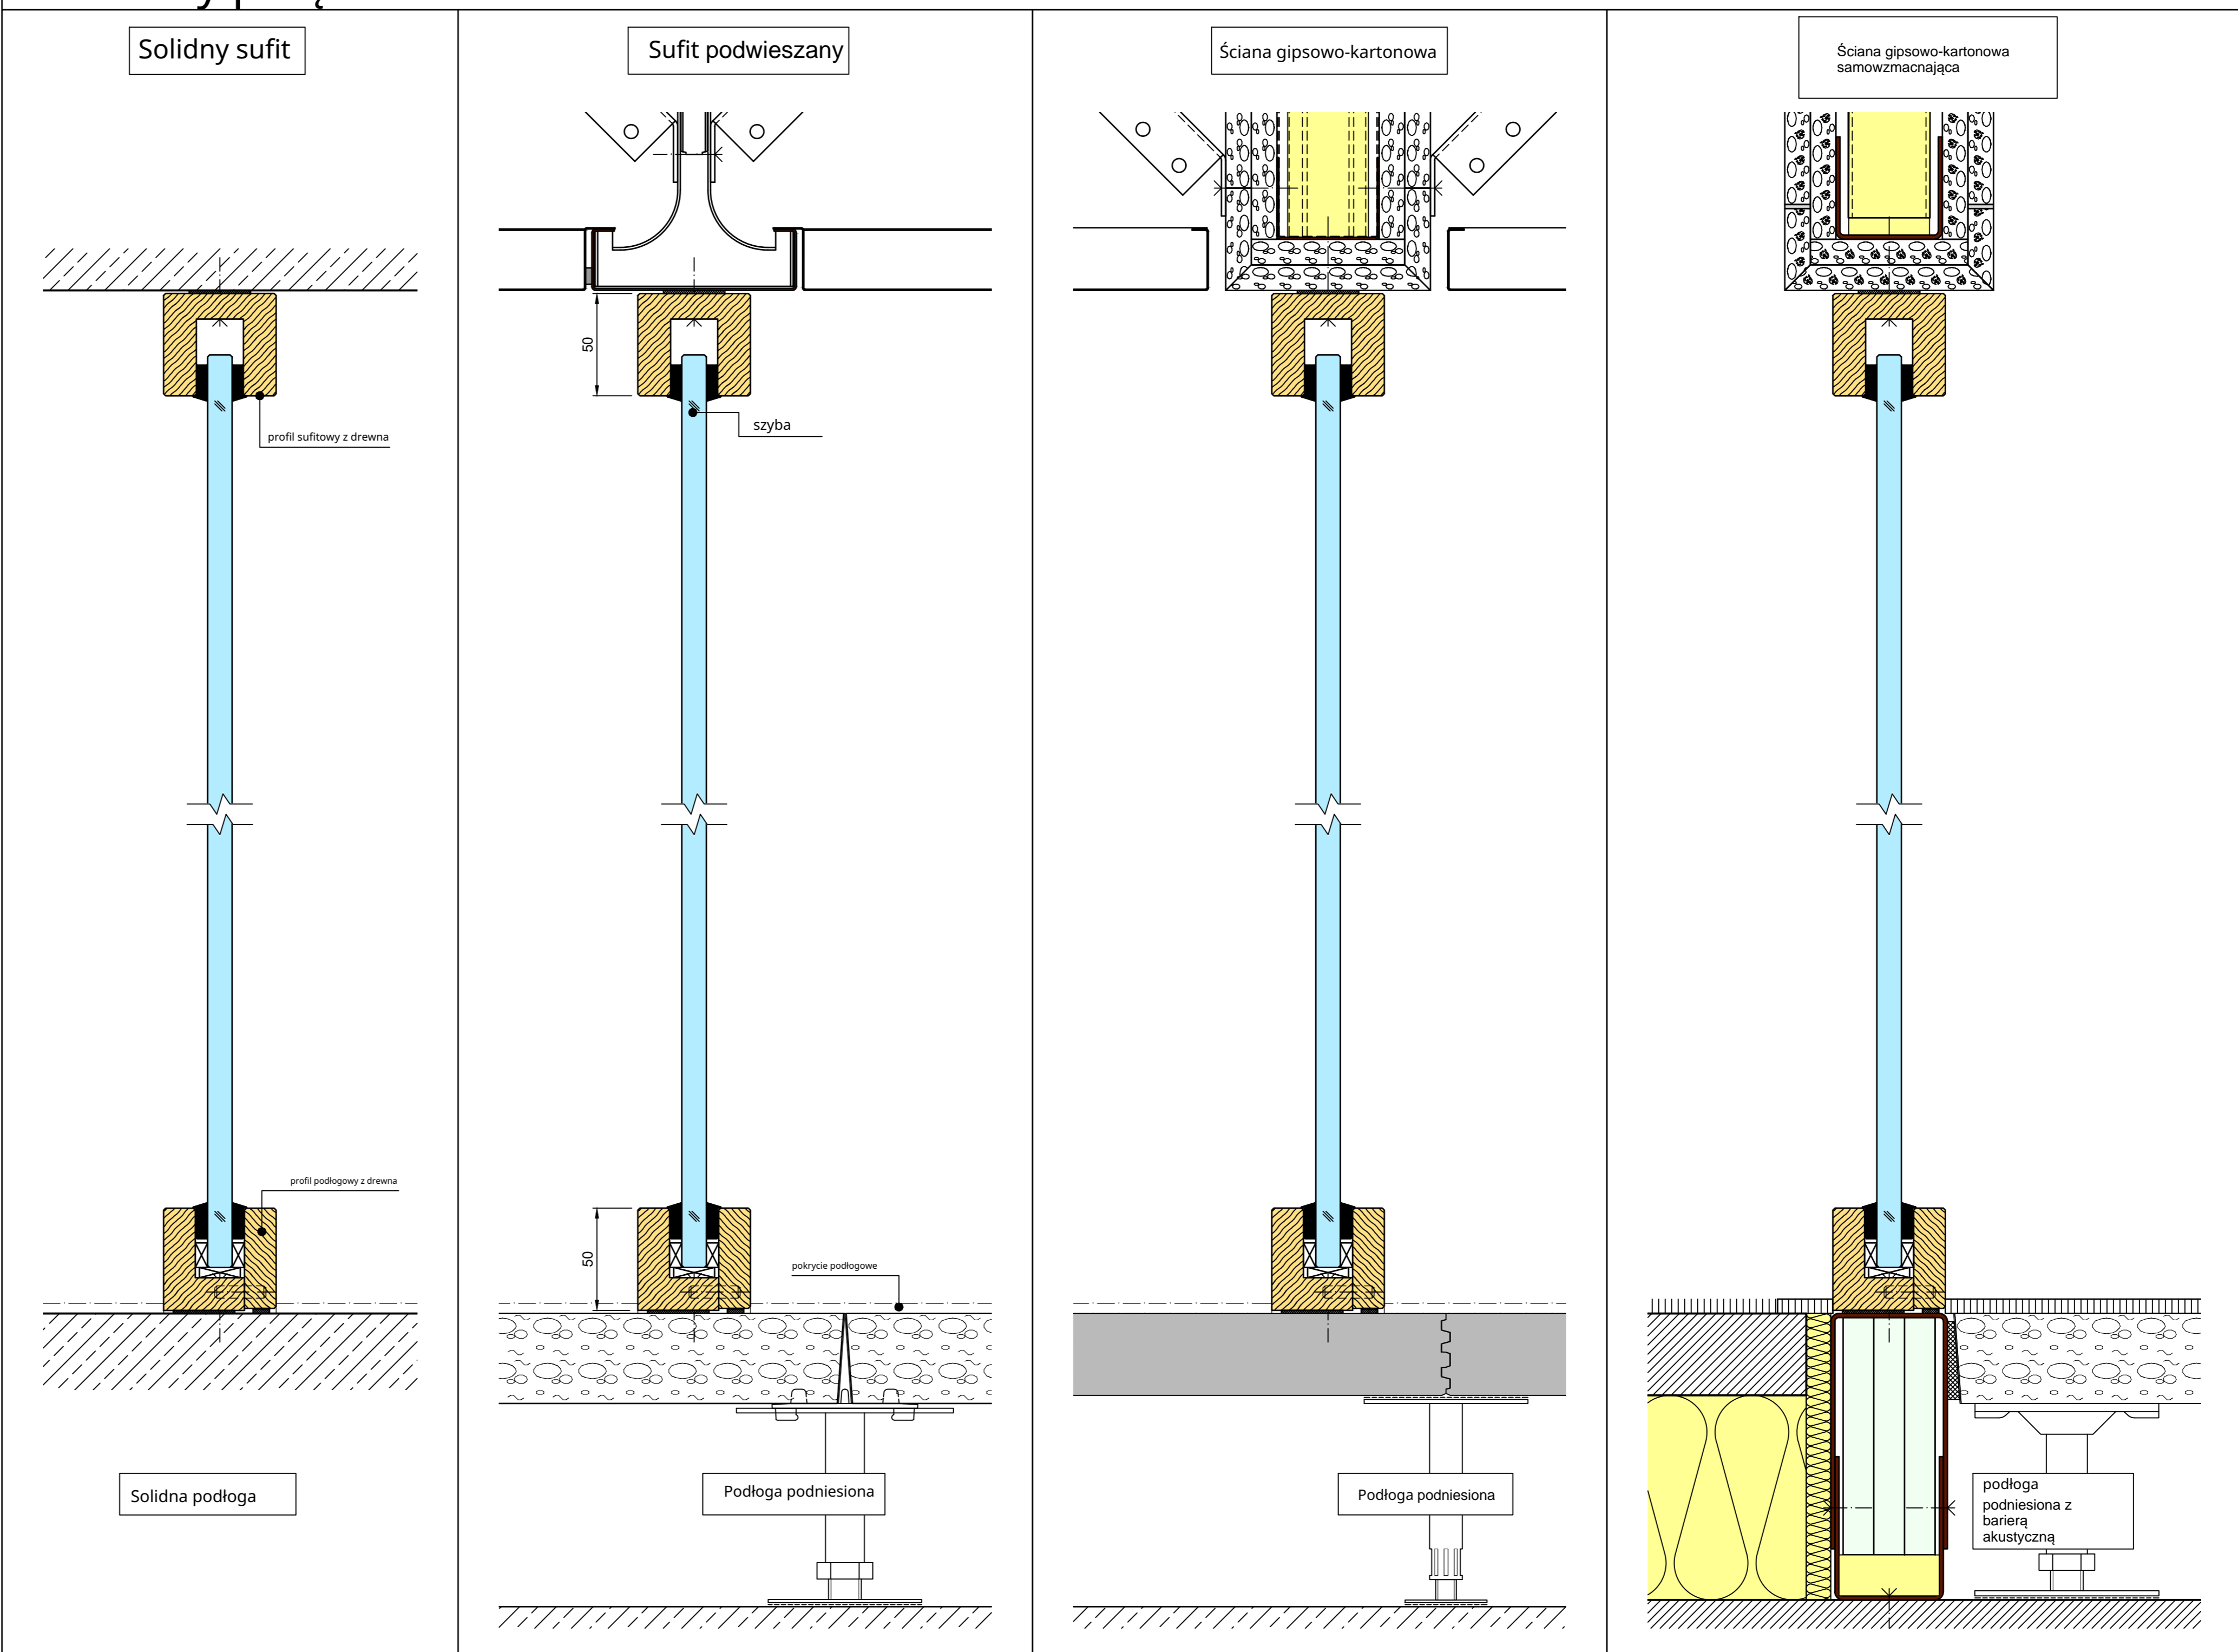 Solidny sufit
Sufit podwieszany
Ściana gipsowo-kartonowa
Ściana gipsowo-kartonowa
samowzmacnająca
50
profil sufitowy z drewna
szyba
profil podłogowy z drewna
50
pokrycie podłogowe
Solidna podłoga
Podłoga podniesiona
Podłoga podniesiona
podłoga
podniesiona z
barierą
akustyczną